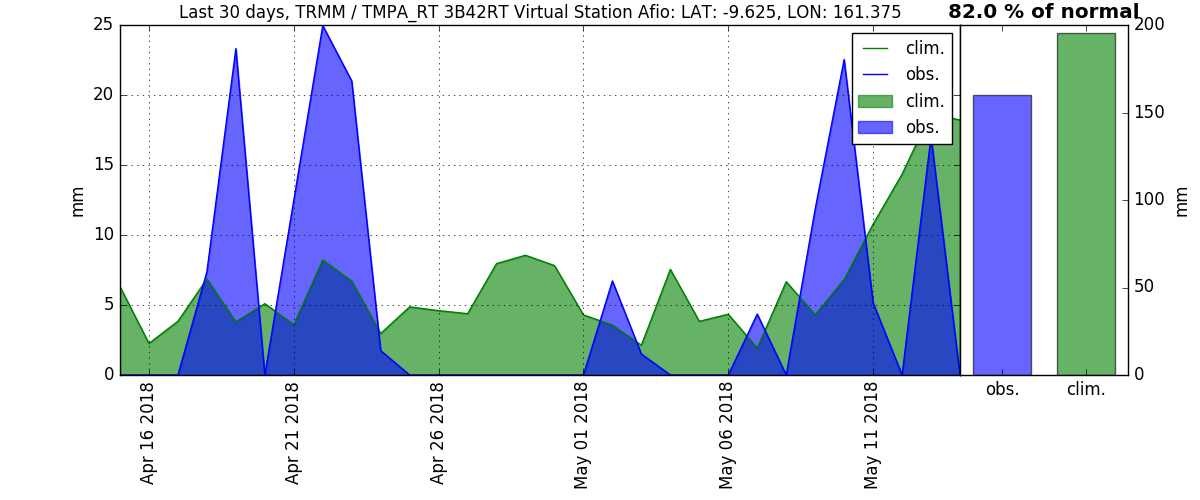 Last 30 days, TRMM / TMPA_RT 3B42RT Virtual Station Afio: LAT: -9.625, LON: 161.375
82.0 % of normal
clim.
obs.
clim.
obs.
mm
25
20
15
10
5
0
Apr 16 2018
Apr 21 2018
Apr 26 2018
May 01 2018
May 06 2018
May 11 2018
200
150
100
50
0
mm
obs.
clim.